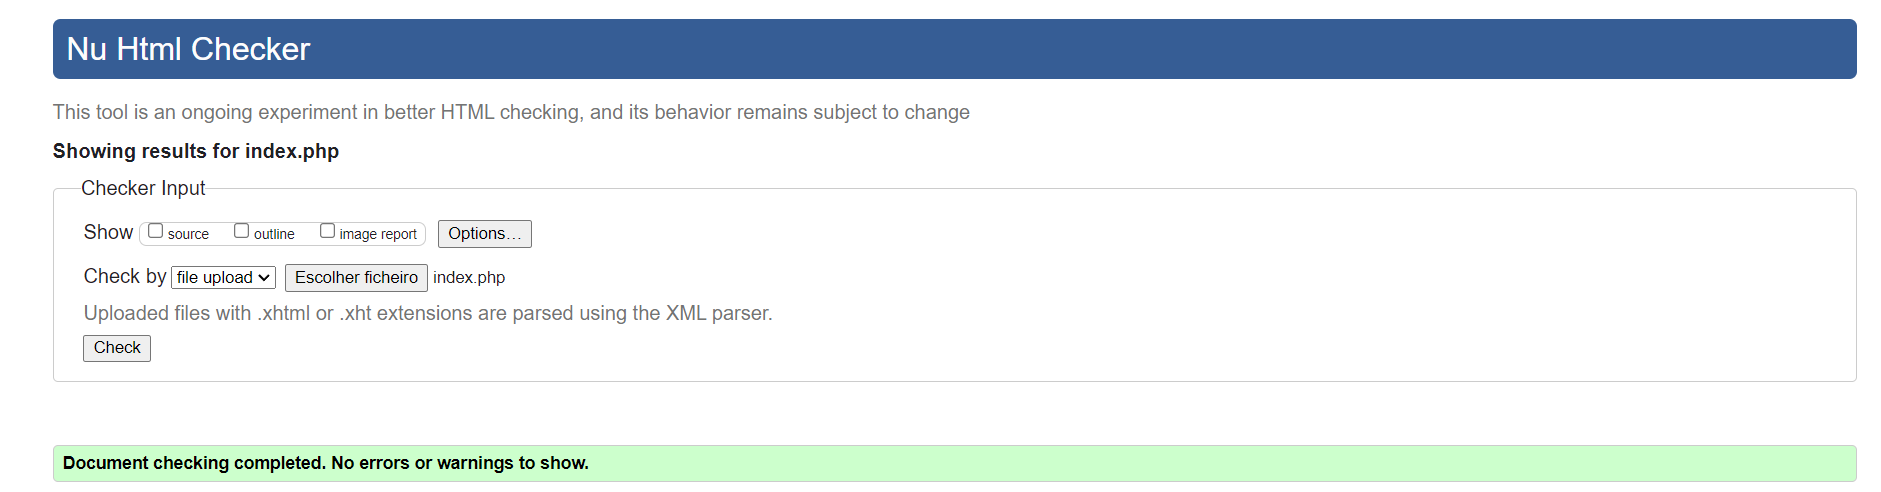 Nu Html Checker
This tool is an ongoing experiment in better HTML checking, and its behavior remains subject to change
Showing results for index.php
Checker Input
Show source outline image report Options...
Check by file upload Escolher ficheiro index.php
Uploaded files with .xhtml or .xht extensions are parsed using the XML parser.
Check
Document checking completed. No errors or warnings to show.